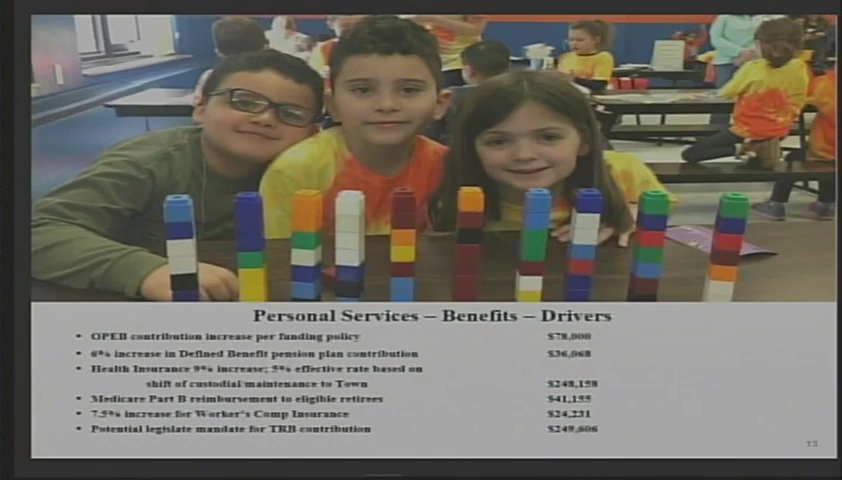 Personal Services – Benefits – Drivers
• OPEB contribution increase per funding policy $78,000
• 6% increase in Defined Benefit pension plan contribution $36,068
• Health Insurance 9% increase; 5% effective rate based on
shift of custodial/maintenance to Town $248,158
• Medicare Part B reimbursement to eligible retirees $41,155
• 7.5% increase for Worker's Comp Insurance $24,231
• Potential legislate mandate for TRB contribution $249,606
13